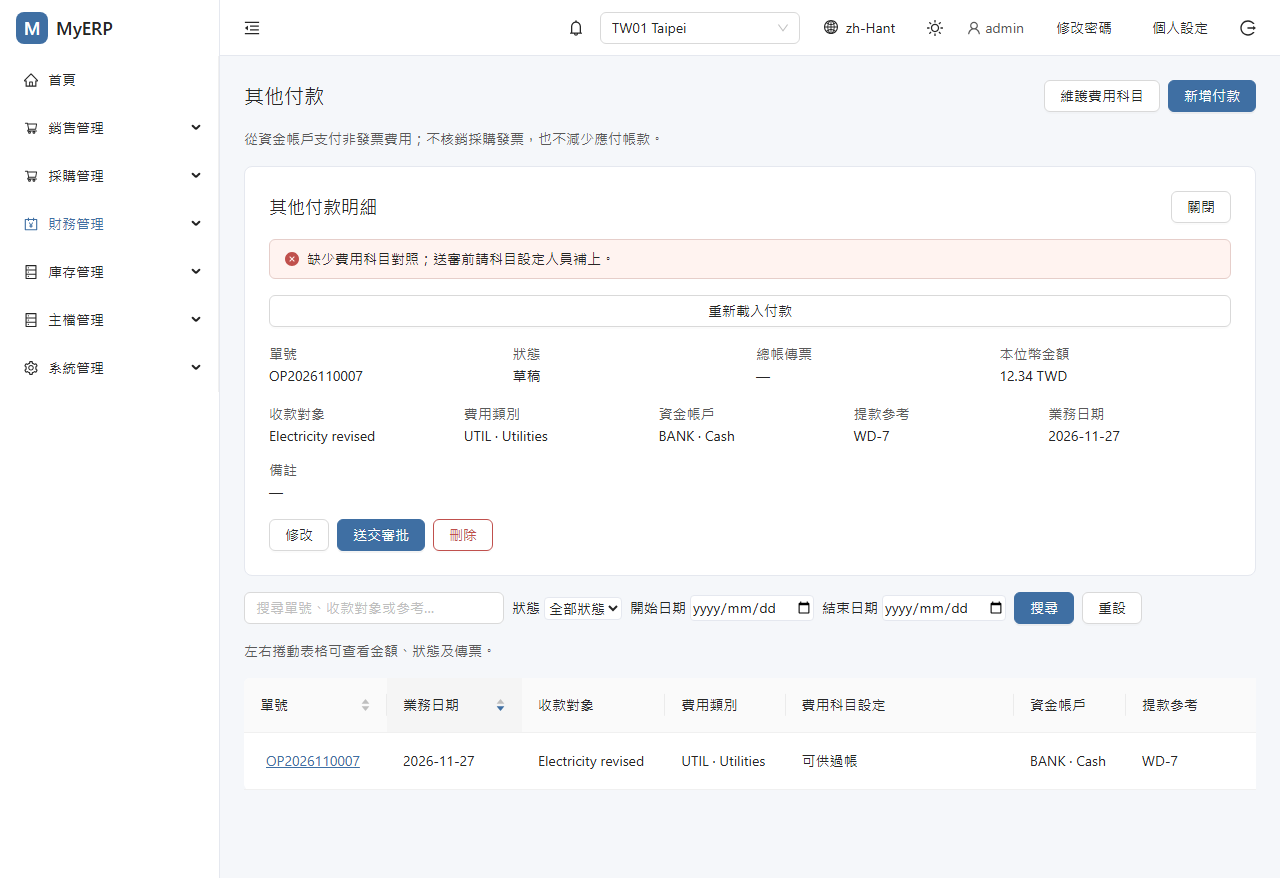 M MyERP
TW01 Taipei
zh-Hant
admin
修改密碼
個人設定
首頁
銷售管理
採購管理
財務管理
庫存管理
主檔管理
系統管理
其他付款
維護費用科目
新增付款
從資金帳戶支付非發票費用；不核銷採購發票，也不減少應付帳款。
其他付款明細
關閉
缺少費用科目對照；送審前請科目設定人員補上。
重新載入付款
單號 狀態 總帳傳票 本位幣金額
OP2026110007 草稿 — 12.34 TWD
收款對象 費用類別 資金帳戶 提款參考 業務日期
Electricity revised UTIL · Utilities BANK · Cash WD-7 2026-11-27
備註
—
修改 送交審批 刪除
搜尋單號、收款對象或參考... 狀態 全部狀態 開始日期 yyyy/mm/dd 結束日期 yyyy/mm/dd 搜尋 重設
左右捲動表格可查看金額、狀態及傳票。
單號 業務日期 收款對象 費用類別 費用科目設定 資金帳戶 提款參考
OP2026110007 2026-11-27 Electricity revised UTIL · Utilities 可供過帳 BANK · Cash WD-7